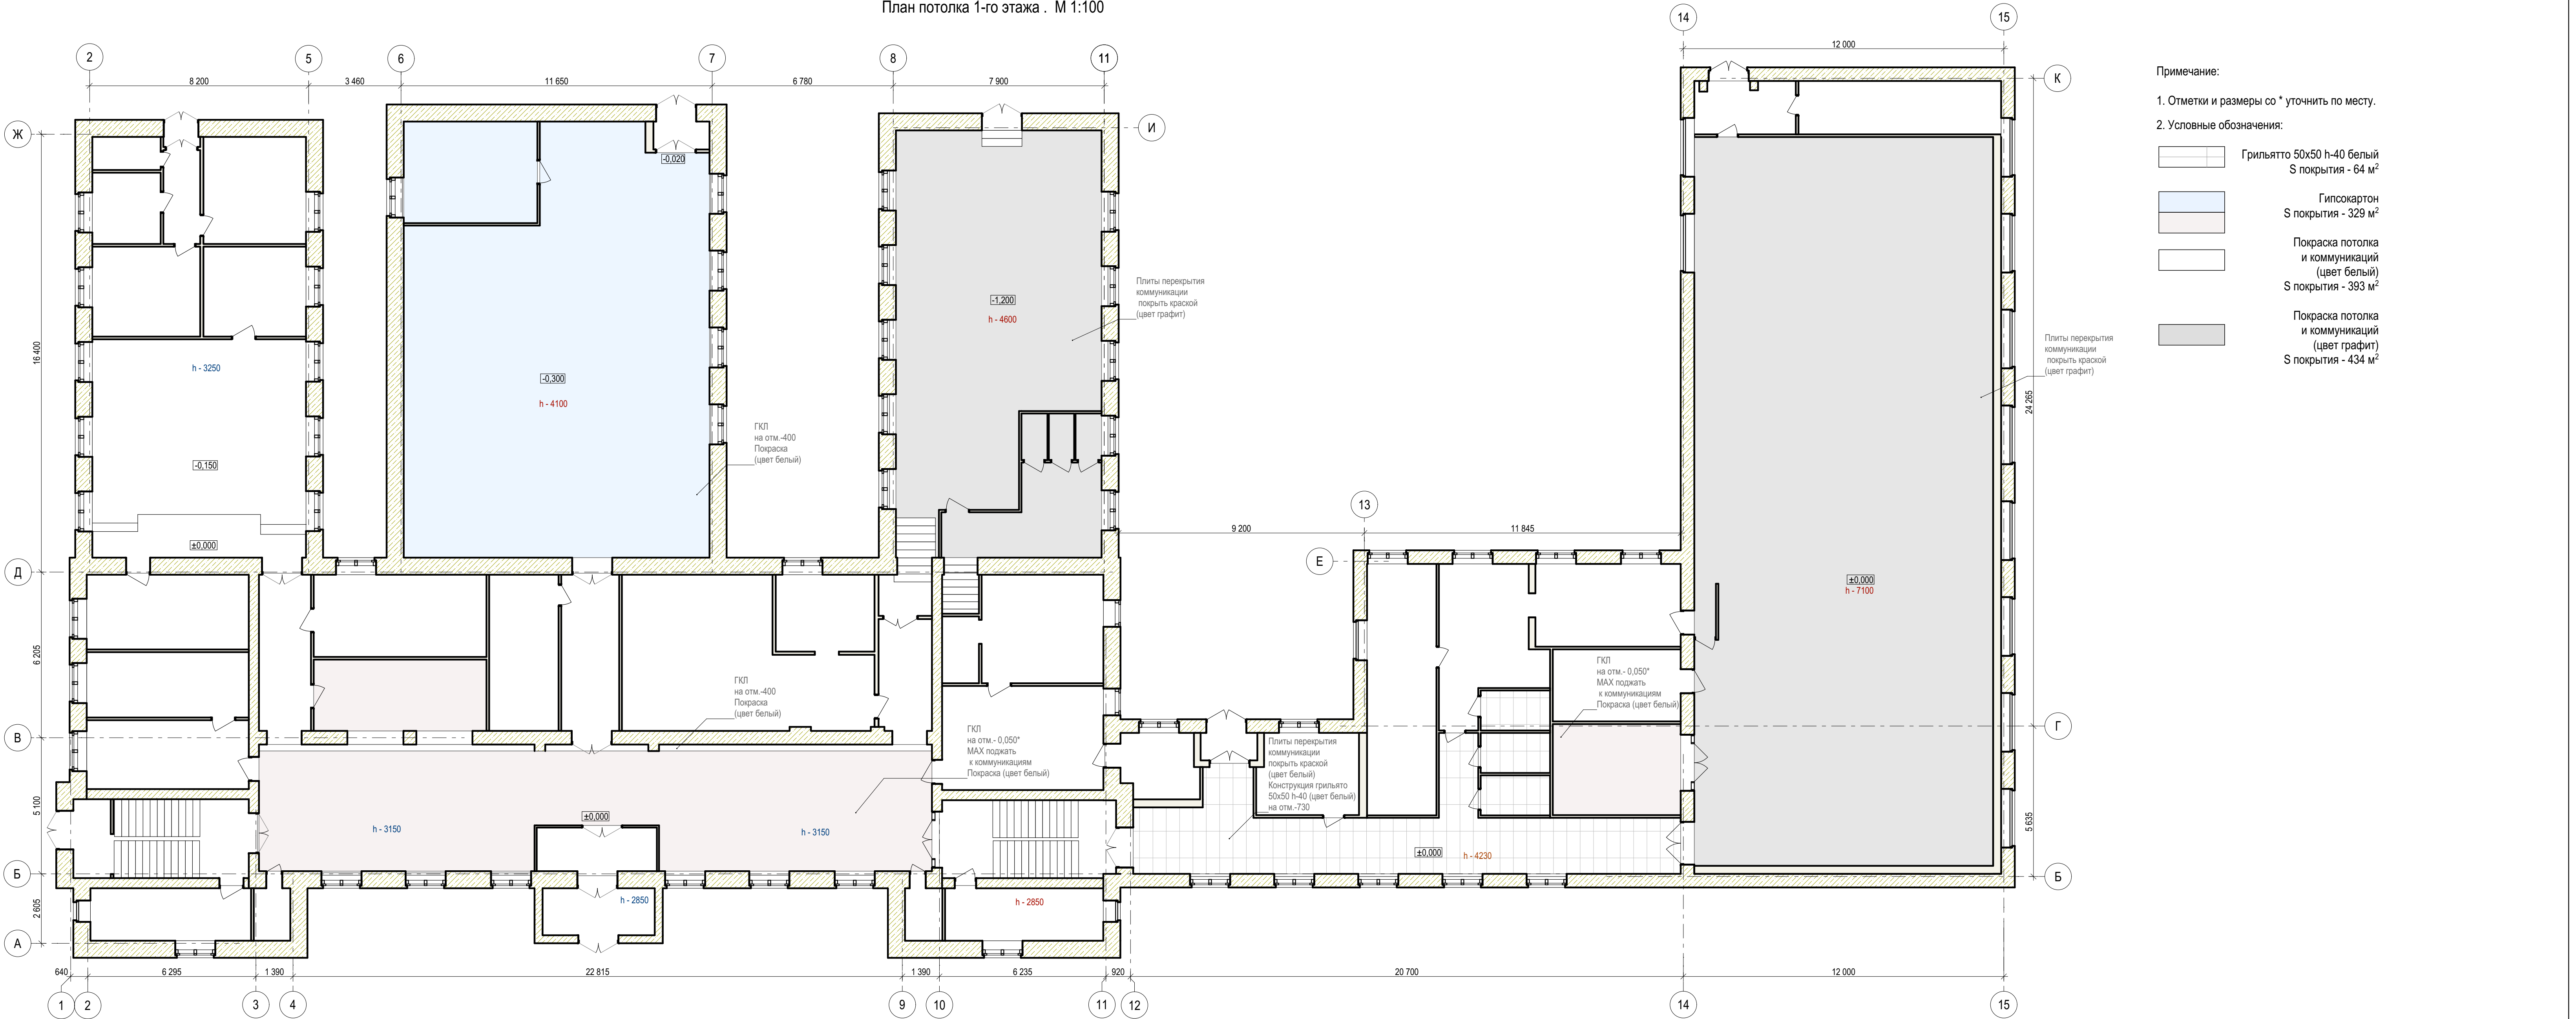 План потолка 1-го этажа . М 1:100
14
15
12 000
2
5
6
7
8
11
8 200
3 460
11 650
6 780
7 900
Ж
И
К
Примечание:
1. Отметки и размеры со * уточнить по месту.
2. Условные обозначения:
Грильятто 50х50 h-40 белый
S покрытия - 64 м²
Гипсокартон
S покрытия - 329 м²
Покраска потолка
и коммуникаций
(цвет белый)
S покрытия - 393 м²
Покраска потолка
и коммуникаций
(цвет графит)
S покрытия - 434 м²
-0,020
Плиты перекрытия
коммуникации
покрыть краской
(цвет графит)
-1,200
h - 4600
Плиты перекрытия
коммуникации
покрыть краской
(цвет графит)
16 400
h - 3250
-0,300
h - 4100
24 265
ГКЛ
на отм.-400
Покраска
(цвет белый)
-0,150
±0,000
13
9 200
11 845
Д
Е
±0,000
h - 7100
6 205
ГКЛ
на отм.-400
Покраска
(цвет белый)
ГКЛ
на отм.- 0,050*
МАХ поджать
к коммуникациям
Покраска (цвет белый)
В
Г
ГКЛ
на отм.- 0,050*
МАХ поджать
к коммуникациям
Покраска (цвет белый)
Плиты перекрытия
коммуникации
покрыть краской
(цвет белый)
Конструкция грильято
50х50 h-40 (цвет белый)
на отм.-730
5 100
±0,000
h - 3150
h - 3150
±0,000
h - 4230
5 635
Б
Б
2 605
h - 2850
h - 2850
А
640
6 295
1 390
22 815
1 390
6 235
920
20 700
12 000
1
2
3
4
9
10
11
12
14
15